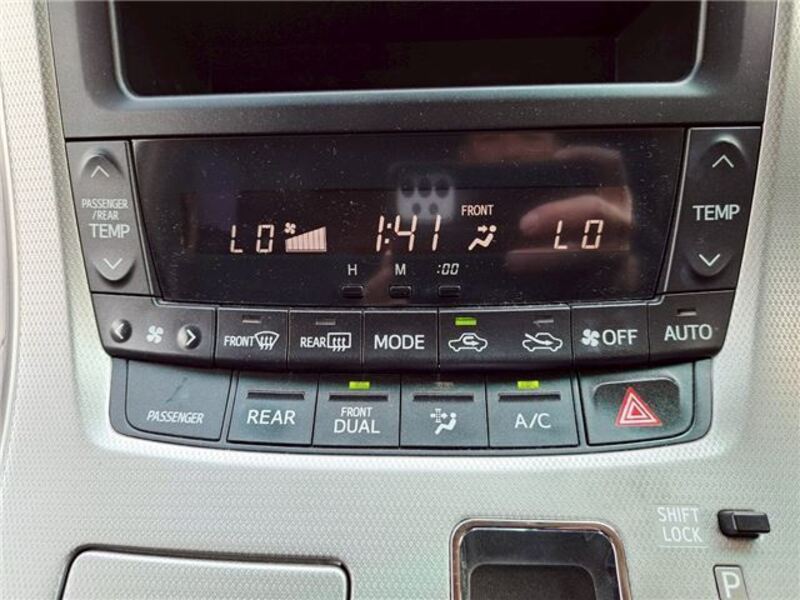 PASSENGER
/REAR
TEMP
LO
1:41
FRONT
LO
TEMP
H
M
:00
FRONT
REAR
MODE
OFF
AUTO
PASSENGER
REAR
FRONT
DUAL
A/C
SHIFT
LOCK
P